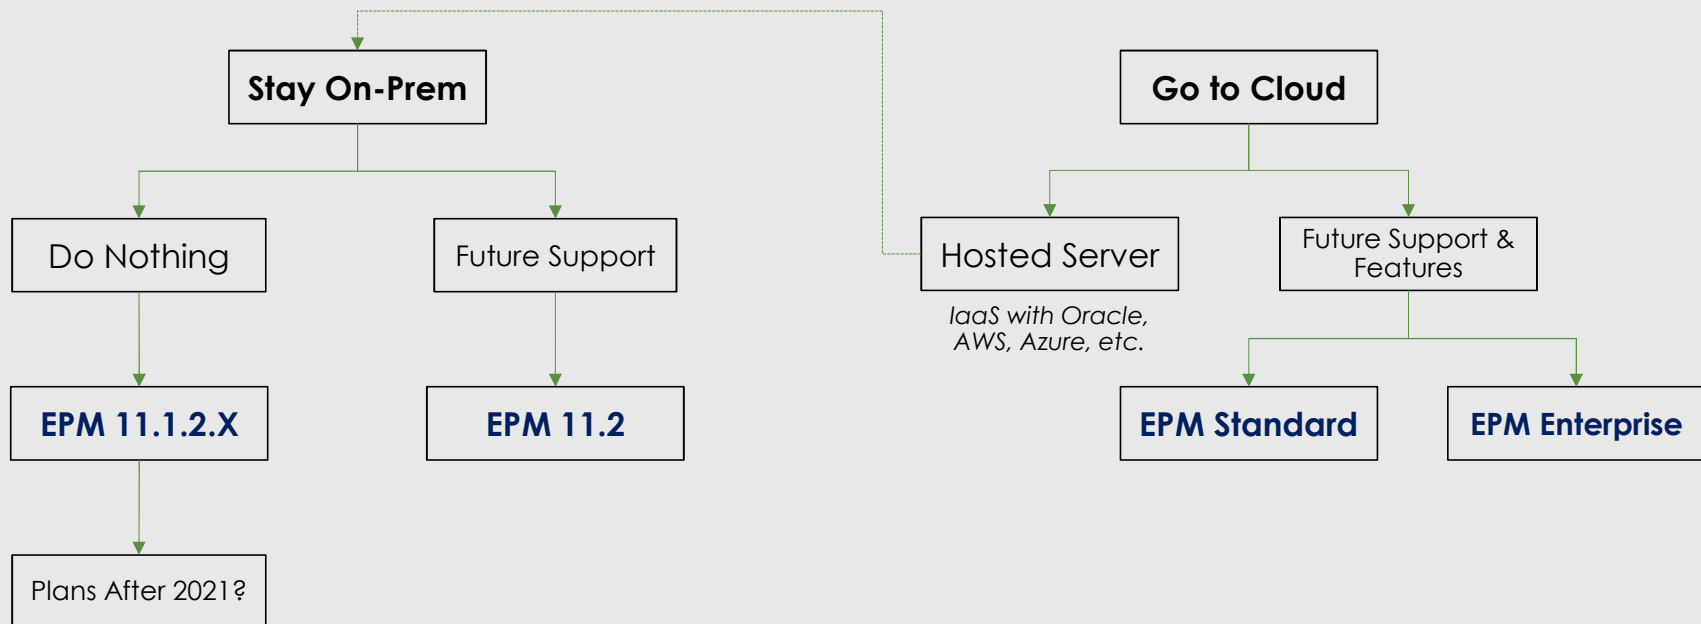 Stay On-Prem
Go to Cloud
Do Nothing
Future Support
Hosted Server
Future Support &
Features
IaaS with Oracle,
AWS, Azure, etc.
EPM 11.1.2.X
EPM 11.2
EPM Standard
EPM Enterprise
Plans After 2021?